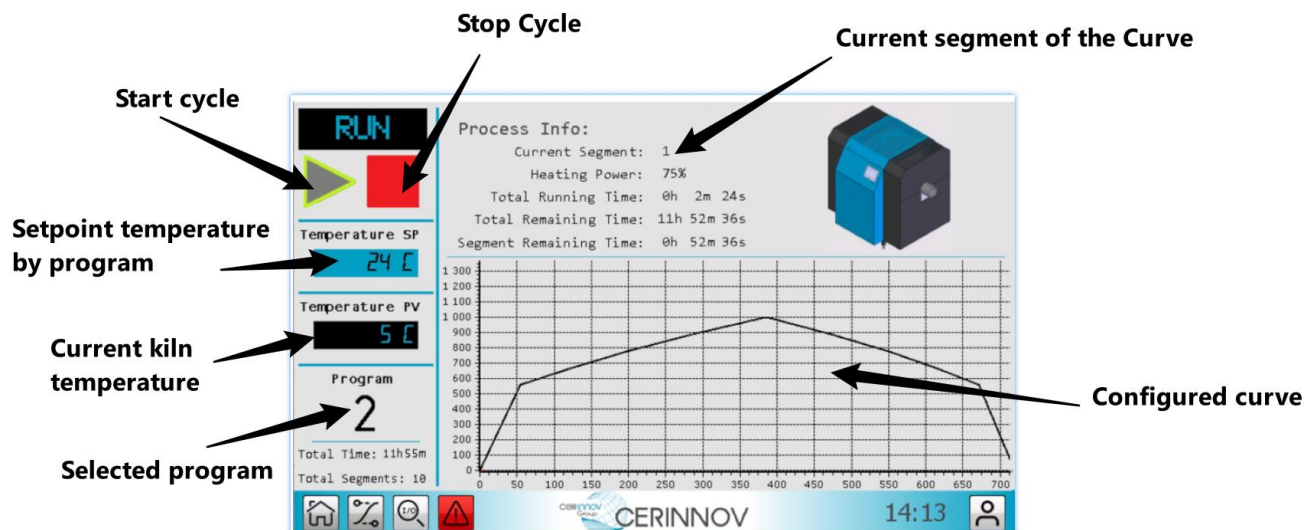 Stop Cycle
Current segment of the Curve
Start cycle
RUN
Process Info:
Current Segment: 1
Heating Power: 75%
Total Running Time: 0h 2m 24s
Total Remaining Time: 11h 52m 36s
Segment Remaining Time: 0h 52m 36s
Setpoint temperature
by program
Temperature SP
24 C
Temperature PV
5 C
Current kiln
temperature
Program
2
Selected program
Total Time: 11h55m
Total Segments: 10
1 300
1 200
1 100
1 000
900
800
700
600
500
400
300
200
100
0
0 50 100 150 200 250 300 350 400 450 500 550 600 650 700
Configured curve
I/O
CERINNOV
Group
CERINNOV
14:13